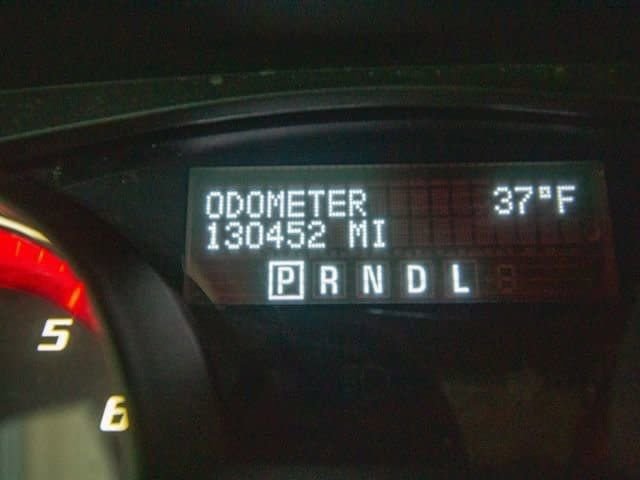 ODOMETER 37°F
130452 MI
P R N D L
5
6